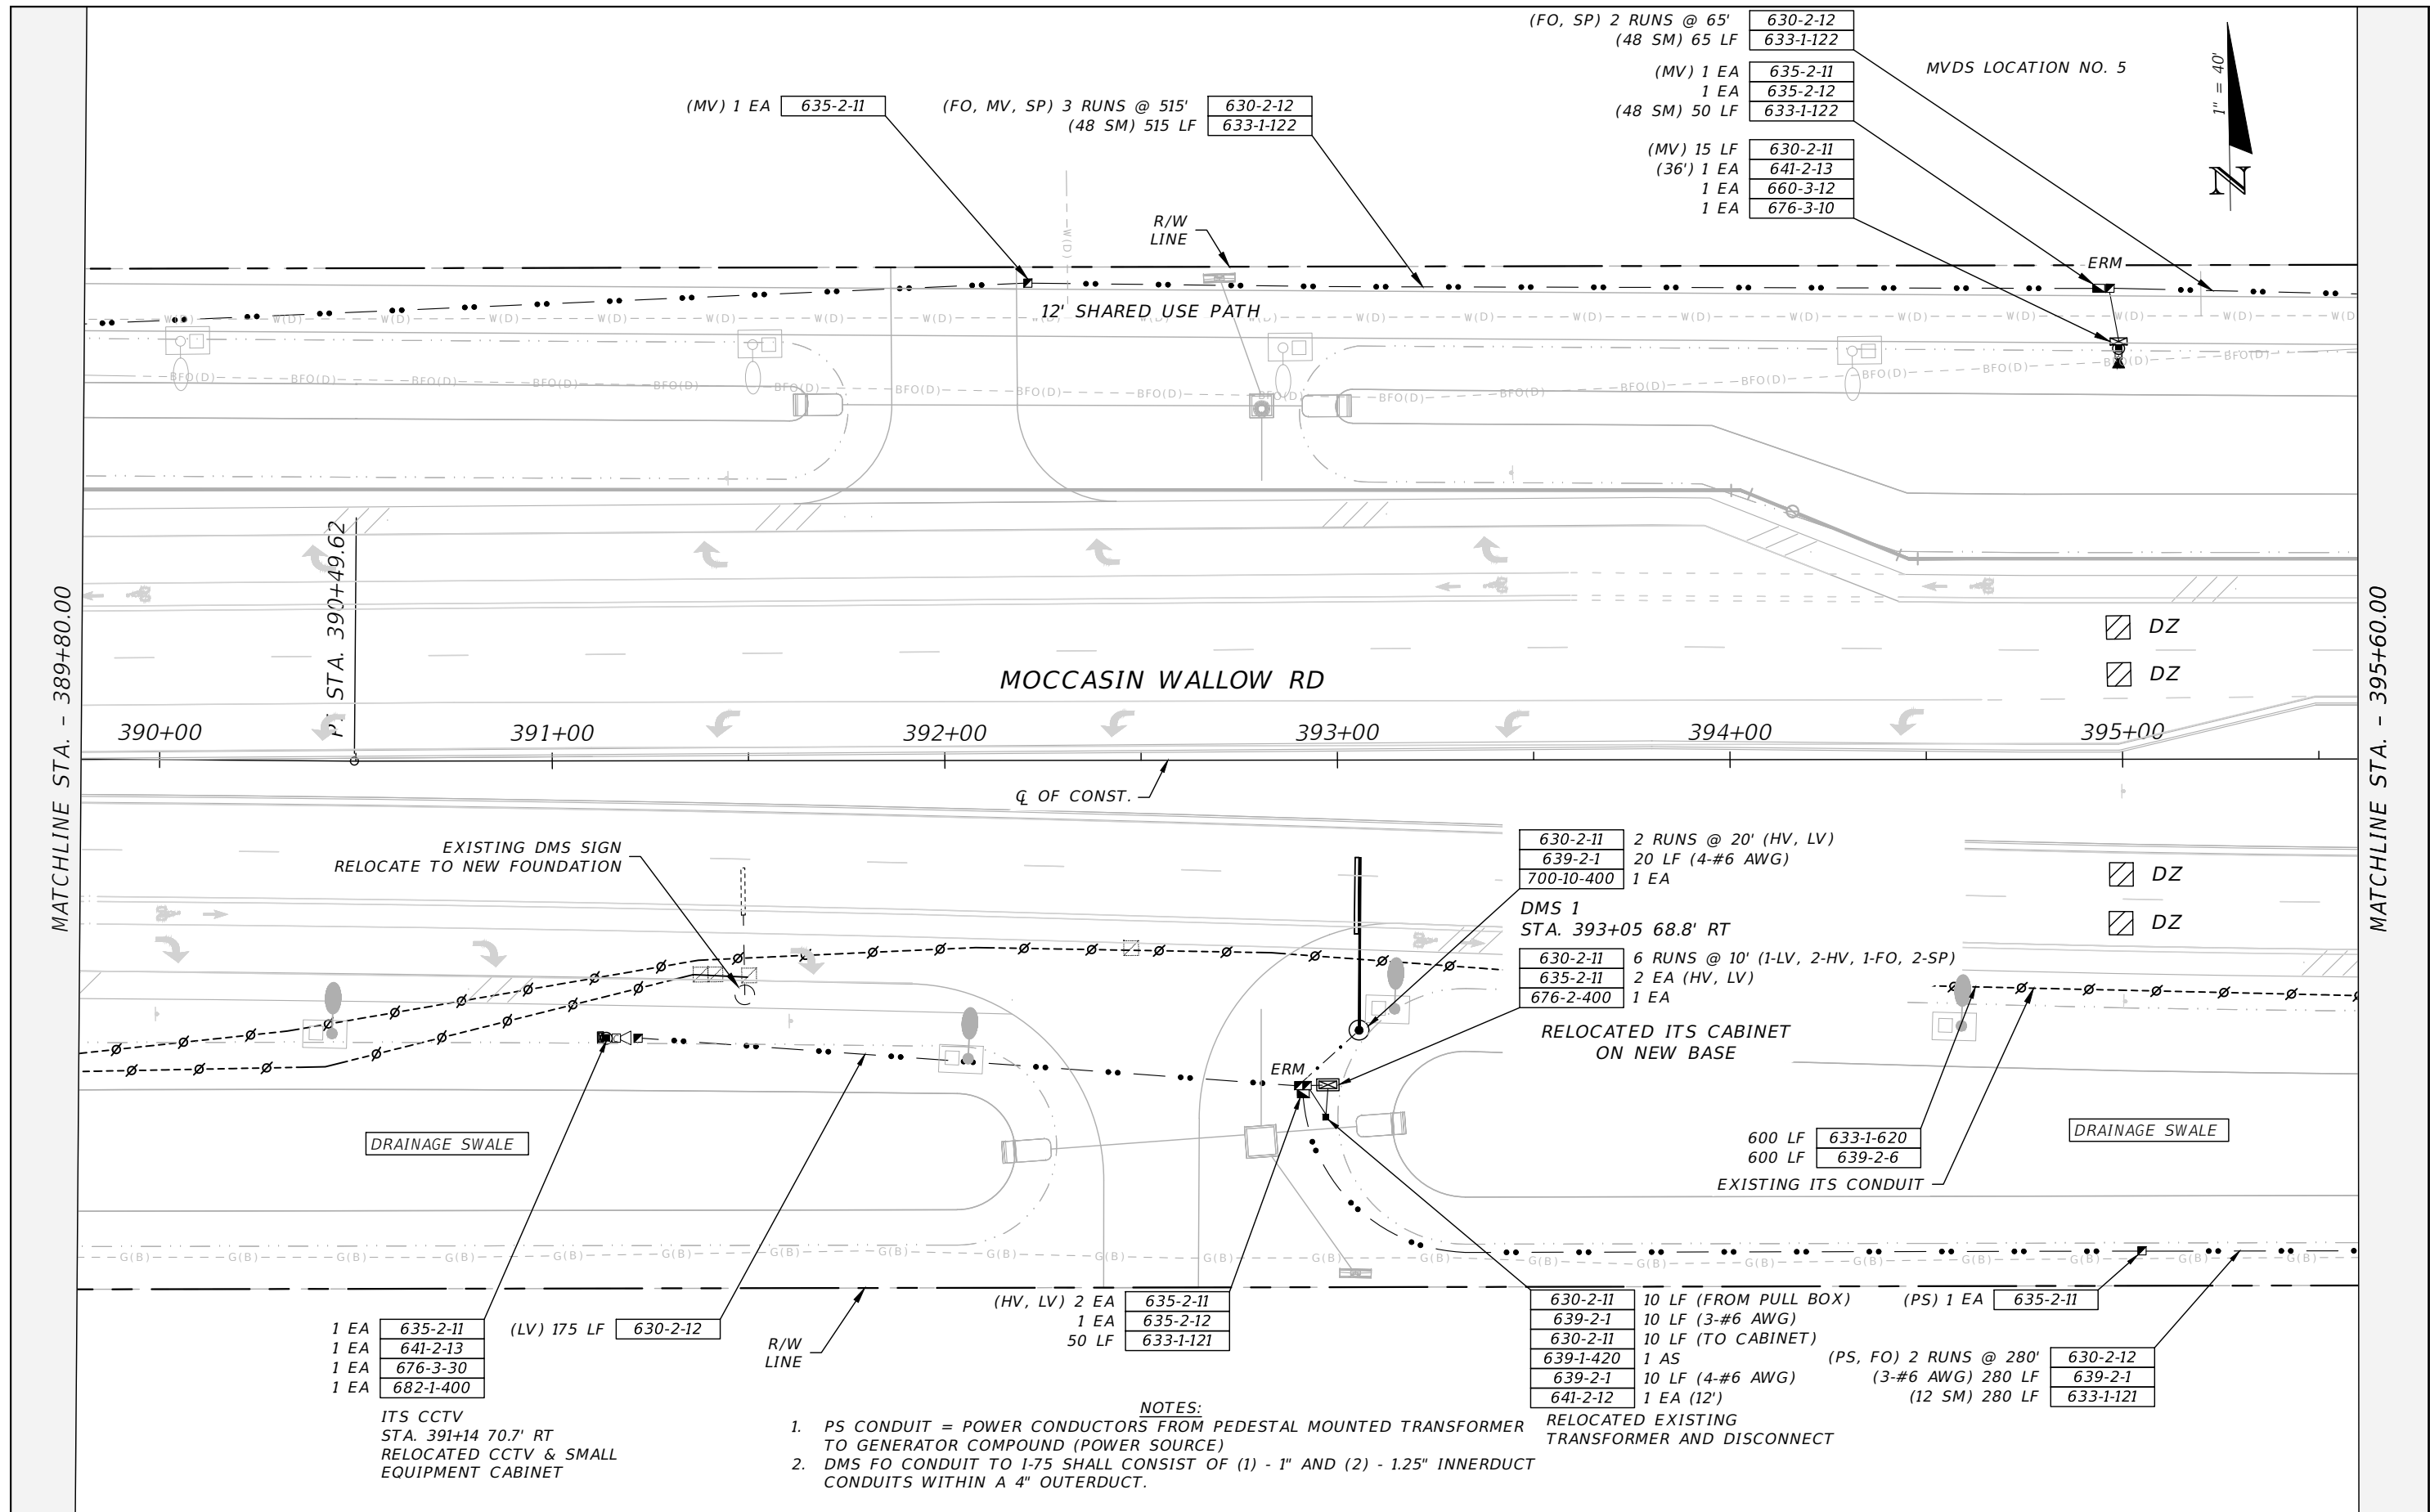 (FO, SP) 2 RUNS @ 65' 630-2-12
(48 SM) 65 LF 633-1-122
MVDS LOCATION NO. 5
1" = 40'
N
(MV) 1 EA 635-2-11
1 EA 635-2-12
(48 SM) 50 LF 633-1-122
(MV) 1 EA 635-2-11
(FO, MV, SP) 3 RUNS @ 515' 630-2-12
(48 SM) 515 LF 633-1-122
(MV) 15 LF 630-2-11
(36') 1 EA 641-2-13
1 EA 660-3-12
1 EA 676-3-10
R/W
LINE
W(D)
ERM
12' SHARED USE PATH
W(D) W(D) W(D) W(D) W(D) W(D) W(D) W(D) W(D) W(D) W(D) W(D) W(D) W(D) W(D) W(D) W(D) W(D)
BFO(D) BFO(D) BFO(D) BFO(D) BFO(D) BFO(D) BFO(D) BFO(D) BFO(D) BFO(D) BFO(D) BFO(D) BFO(D) BFO(D) BFO(D) BFO(D) BFO(D) BFO(D)
MATCHLINE STA. - 389+80.00
STA. 390+49.62
MATCHLINE STA. - 395+60.00
DZ
DZ
MOCCASIN WALLOW RD
390+00 391+00 392+00 393+00 394+00 395+00
℄ OF CONST.
EXISTING DMS SIGN
RELOCATE TO NEW FOUNDATION
630-2-11 2 RUNS @ 20' (HV, LV)
639-2-1 20 LF (4-#6 AWG)
700-10-400 1 EA
DMS 1
STA. 393+05 68.8' RT
DZ
DZ
630-2-11 6 RUNS @ 10' (1-LV, 2-HV, 1-FO, 2-SP)
635-2-11 2 EA (HV, LV)
676-2-400 1 EA
RELOCATED ITS CABINET
ON NEW BASE
ERM
DRAINAGE SWALE
DRAINAGE SWALE
600 LF 633-1-620
600 LF 639-2-6
EXISTING ITS CONDUIT
G(B) G(B) G(B) G(B) G(B) G(B) G(B) G(B) G(B) G(B) G(B) G(B) G(B) G(B) G(B) G(B) G(B) G(B) G(B) G(B) G(B)
1 EA 635-2-11
1 EA 641-2-13
1 EA 676-3-30
1 EA 682-1-400
ITS CCTV
STA. 391+14 70.7' RT
RELOCATED CCTV & SMALL
EQUIPMENT CABINET
(LV) 175 LF 630-2-12
R/W
LINE
(HV, LV) 2 EA 635-2-11
1 EA 635-2-12
50 LF 633-1-121
630-2-11 10 LF (FROM PULL BOX)
639-2-1 10 LF (3-#6 AWG)
630-2-11 10 LF (TO CABINET)
639-1-420 1 AS
639-2-1 10 LF (4-#6 AWG)
641-2-12 1 EA (12')
RELOCATED EXISTING
TRANSFORMER AND DISCONNECT
(PS) 1 EA 635-2-11
(PS, FO) 2 RUNS @ 280' 630-2-12
(3-#6 AWG) 280 LF 639-2-1
(12 SM) 280 LF 633-1-121
NOTES:
1. PS CONDUIT = POWER CONDUCTORS FROM PEDESTAL MOUNTED TRANSFORMER
TO GENERATOR COMPOUND (POWER SOURCE)
2. DMS FO CONDUIT TO I-75 SHALL CONSIST OF (1) - 1" AND (2) - 1.25" INNERDUCT
CONDUITS WITHIN A 4" OUTERDUCT.